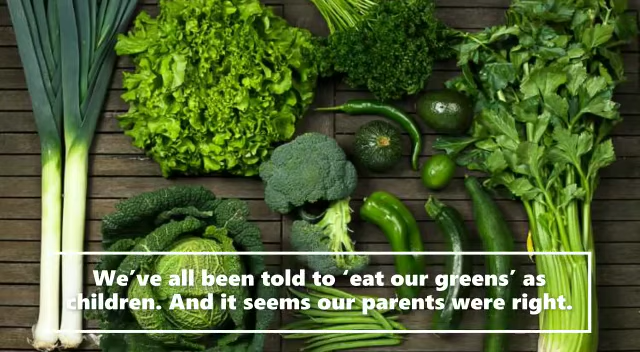 We've all been told to ‘eat our greens’ as
children. And it seems our parents were right.